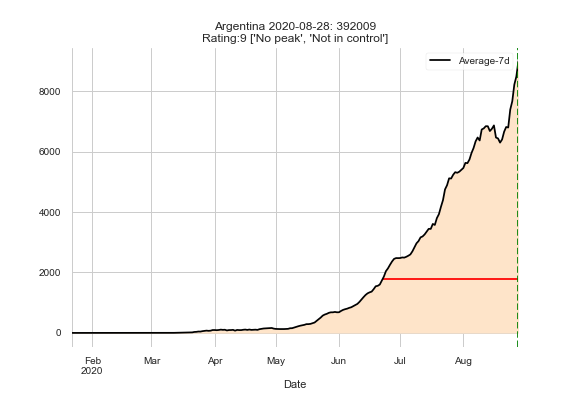 Argentina 2020-08-28: 392009
Rating:9 ['No peak', 'Not in control']
Average-7d
8000
6000
4000
2000
0
Feb Mar Apr May Jun Jul Aug
2020
Date